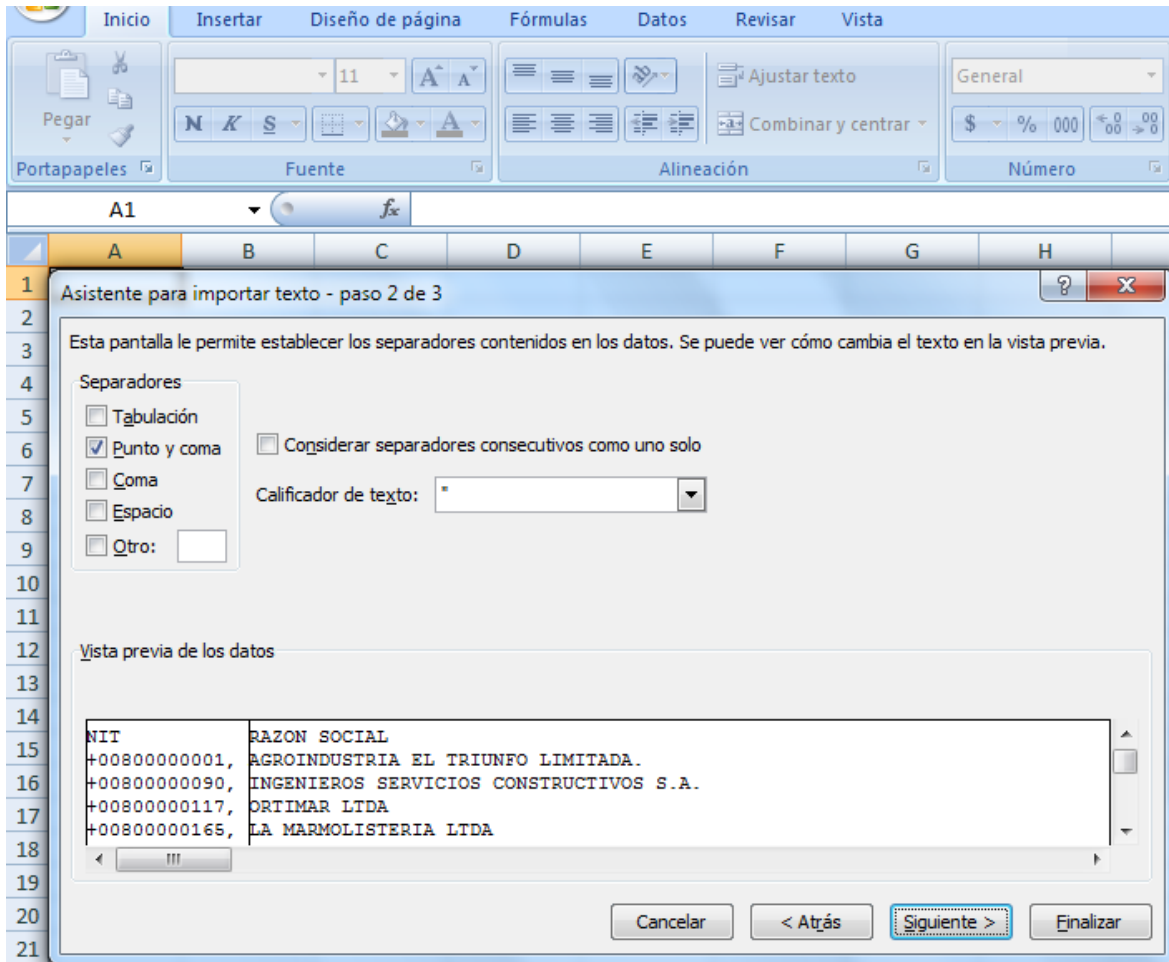 Inicio Insertar Diseño de página Fórmulas Datos Revisar Vista
11 A A Ajustar texto General
Pegar N K S A Combinar y centrar $ % 000
Portapapeles Fuente Alineación Número
A1 fx
A B C D E F G H
1
Asistente para importar texto - paso 2 de 3
2
3
Esta pantalla le permite establecer los separadores contenidos en los datos. Se puede ver cómo cambia el texto en la vista previa.
4
Separadores
5
Tabulación
6
Punto y coma Considerar separadores consecutivos como uno solo
7
Coma
Calificador de texto: "
8
Espacio
9
Otro:
10
11
12
Vista previa de los datos
13
14
NIT RAZON SOCIAL
15
+00800000001, AGROINDUSTRIA EL TRIUNFO LIMITADA.
16
+00800000090, INGENIEROS SERVICIOS CONSTRUCTIVOS S.A.
17
+00800000117, ORTIMAR LTDA
+00800000165, LA MARMOLISTERIA LTDA
18
19
20
Cancelar < Atrás Siguiente > Finalizar
21